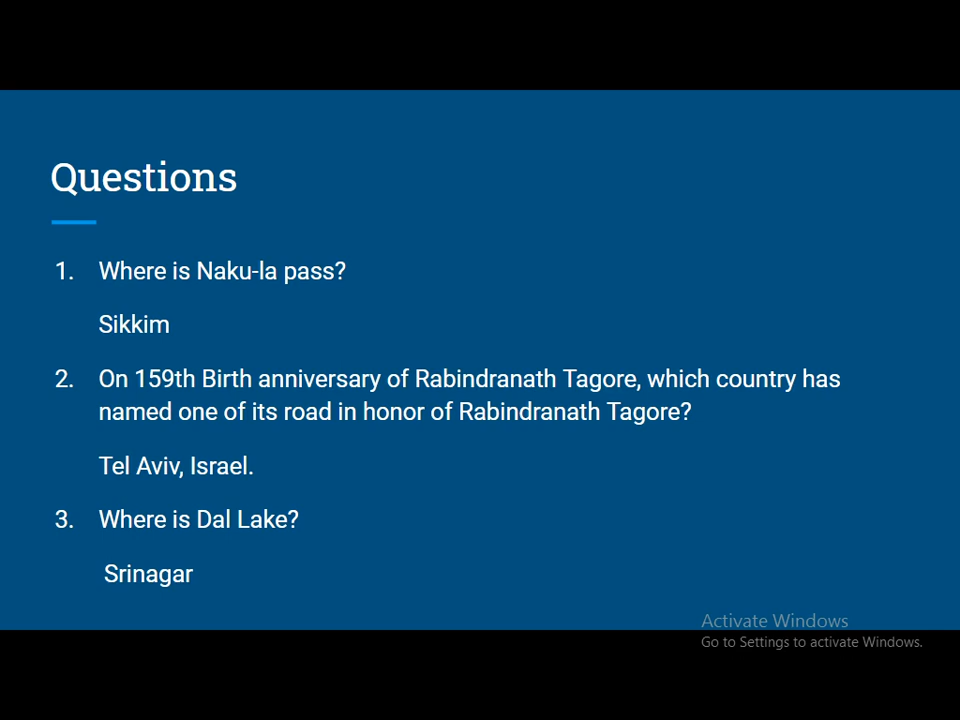 Questions
1. Where is Naku-la pass?
Sikkim
2. On 159th Birth anniversary of Rabindranath Tagore, which country has
named one of its road in honor of Rabindranath Tagore?
Tel Aviv, Israel.
3. Where is Dal Lake?
Srinagar
Activate Windows
Go to Settings to activate Windows.